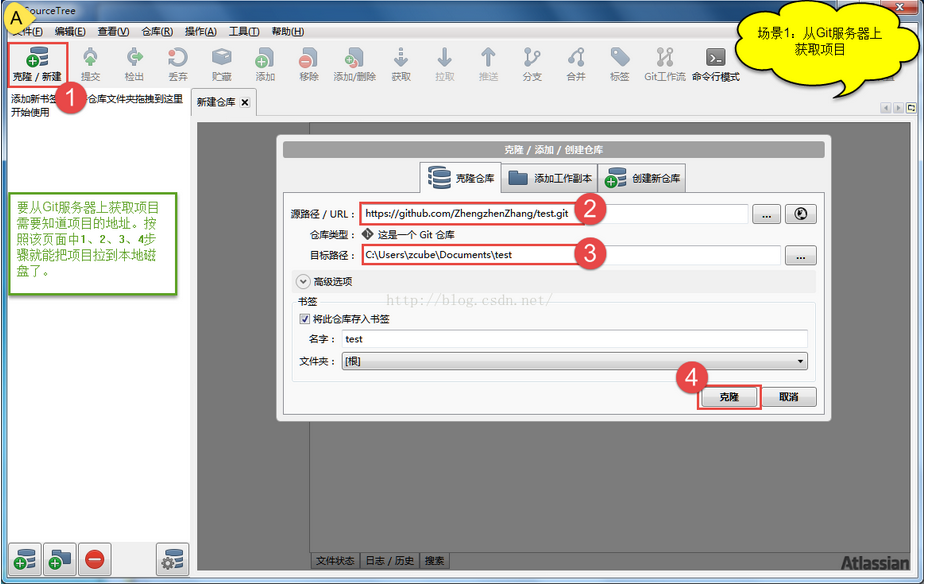 A
SourceTree
文件(F) 编辑(E) 查看(V) 仓库(R) 操作(A) 工具(T) 帮助(H)
场景1：从Git服务器上
获取项目
克隆 / 新建 提交 检出 丢弃 贮藏 添加 移除 添加/删除 获取 拉取 推送 分支 合并 标签 Git工作流 命令行模式
1
添加新书签 仓库文件夹拖拽到这里
开始使用
新建仓库
克隆 / 添加 / 创建仓库
克隆仓库 添加工作副本 创建新仓库
要从Git服务器上获取项目
需要知道项目的地址。按
照该页面中1、2、3、4步
骤就能把项目拉到本地磁
盘了。
源路径 / URL： https://github.com/ZhengzhenZhang/test.git 2 ...
仓库类型： 这是一个 Git 仓库
目标路径： C:\Users\zcube\Documents\test 3 ...
高级选项
书签
http://blog.csdn.net/
将此仓库存入书签
名字： test
文件夹： [根]
4
克隆 取消
文件状态 日志 / 历史 搜索
Atlassian